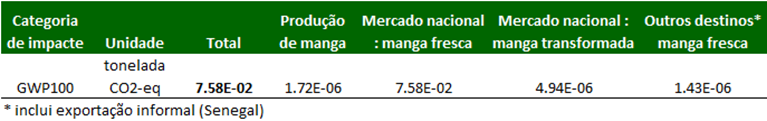 Categoria de impacte Unidade Total Produção de manga Mercado nacional : manga fresca Mercado nacional : manga transformada Outros destinos* manga fresca
GWP100 tonelada CO2-eq 7.58E-02 1.72E-06 7.58E-02 4.94E-06 1.43E-06
* inclui exportação informal (Senegal)